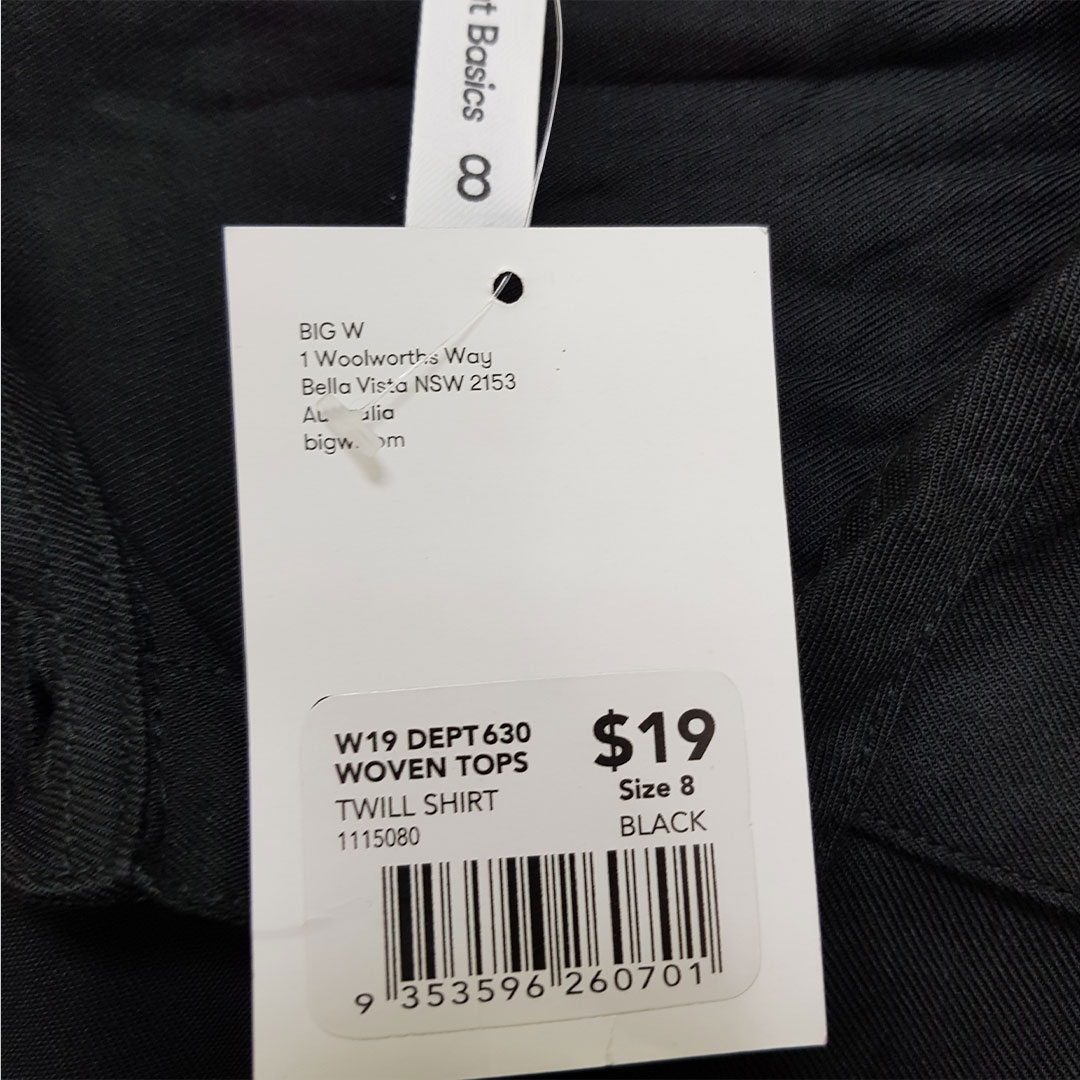 Basics 8
BIG W
1 Woolworths Way
Bella Vista NSW 2153
W19 DEPT 630
WOVEN TOPS
TWILL SHIRT
1115080
$19
Size 8
BLACK
9 353596 260701